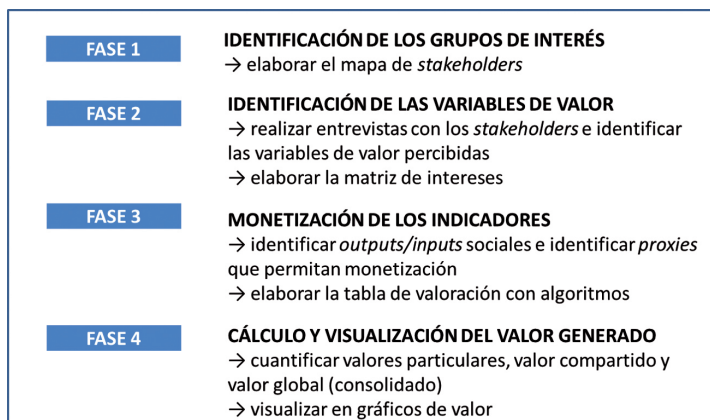 FASE 1
IDENTIFICACIÓN DE LOS GRUPOS DE INTERÉS
→ elaborar el mapa de stakeholders
FASE 2
IDENTIFICACIÓN DE LAS VARIABLES DE VALOR
→ realizar entrevistas con los stakeholders e identificar
las variables de valor percibidas
→ elaborar la matriz de intereses
FASE 3
MONETIZACIÓN DE LOS INDICADORES
→ identificar outputs/inputs sociales e identificar proxies
que permitan monetización
→ elaborar la tabla de valoración con algoritmos
FASE 4
CÁLCULO Y VISUALIZACIÓN DEL VALOR GENERADO
→ cuantificar valores particulares, valor compartido y
valor global (consolidado)
→ visualizar en gráficos de valor